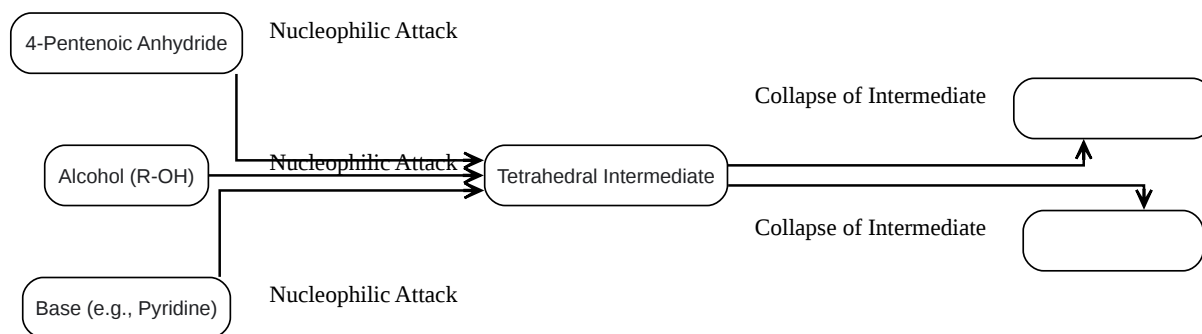 4-Pentenoic Anhydride
Nucleophilic Attack
Collapse of Intermediate
Alcohol (R-OH)
Nucleophilic Attack
Tetrahedral Intermediate
Collapse of Intermediate
Base (e.g., Pyridine)
Nucleophilic Attack